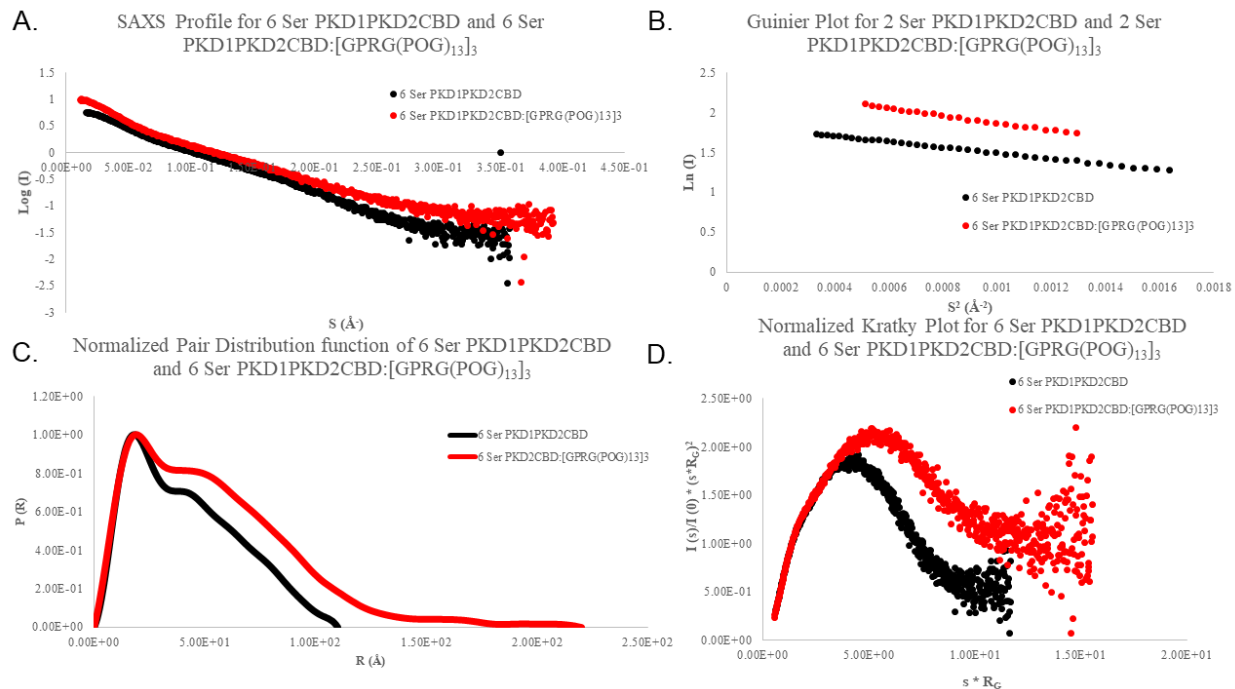 A.
SAXS Profile for 6 Ser PKD1PKD2CBD and 6 Ser
PKD1PKD2CBD:[GPRG(POG)₁₃]₃
1.5
1
0.5
0
-0.5
-1
-1.5
-2
-2.5
-3
0.00E+00
5.00E-02
1.00E-01
1.50E-01
2.00E-01
2.50E-01
3.00E-01
3.50E-01
4.00E-01
4.50E-01
Log (I)
S (Å⁻)
6 Ser PKD1PKD2CBD
6 Ser PKD1PKD2CBD:[GPRG(POG)13]3
B.
Guinier Plot for 2 Ser PKD1PKD2CBD and 2 Ser
PKD1PKD2CBD:[GPRG(POG)₁₃]₃
2.5
2
1.5
1
0.5
0
0
0.0002
0.0004
0.0006
0.0008
0.001
0.0012
0.0014
0.0016
0.0018
Ln (I)
S² (Å⁻²)
6 Ser PKD1PKD2CBD
6 Ser PKD1PKD2CBD:[GPRG(POG)13]3
C.
Normalized Pair Distribution function of 6 Ser PKD1PKD2CBD
and 6 Ser PKD1PKD2CBD:[GPRG(POG)₁₃]₃
1.20E+00
1.00E+00
8.00E-01
6.00E-01
4.00E-01
2.00E-01
0.00E+00
0.00E+00
5.00E+01
1.00E+02
1.50E+02
2.00E+02
2.50E+02
P (R)
R (Å)
6 Ser PKD1PKD2CBD
6 Ser PKD2CBD:[GPRG(POG)13]3
D.
Normalized Kratky Plot for 6 Ser PKD1PKD2CBD
and 6 Ser PKD1PKD2CBD:[GPRG(POG)₁₃]₃
6 Ser PKD1PKD2CBD
6 Ser PKD1PKD2CBD:[GPRG(POG)13]3
2.50E+00
2.00E+00
1.50E+00
1.00E+00
5.00E-01
0.00E+00
0.00E+00
5.00E+00
1.00E+01
1.50E+01
2.00E+01
I (s)/I (0) * (s*R_G)²
s * R_G